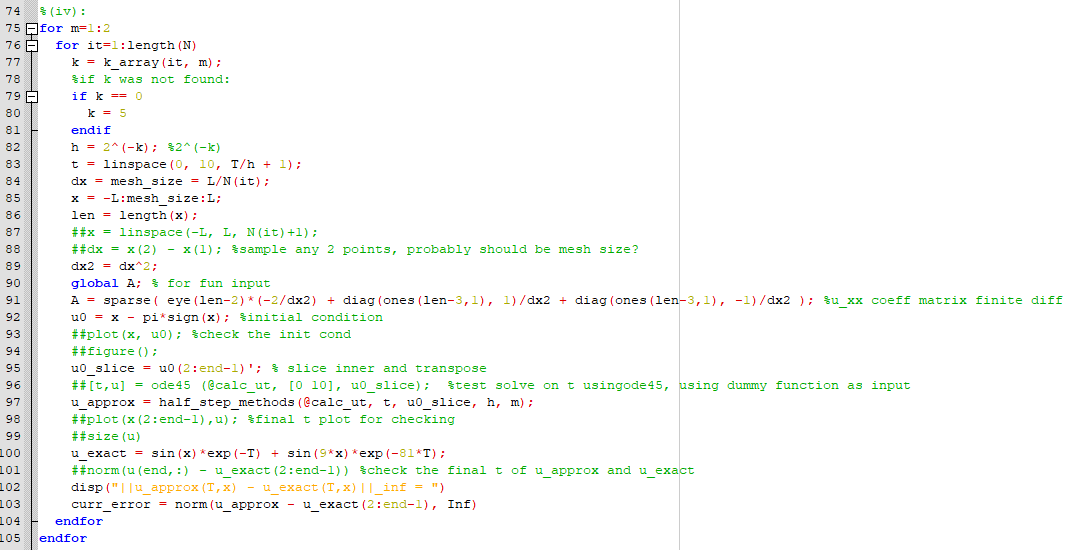 74 %(iv):
75 for m=1:2
76 for it=1:length(N)
77 k = k_array(it, m);
78 %if k was not found:
79 if k == 0
80 k = 5
81 endif
82 h = 2^(-k); %2^(-k)
83 t = linspace(0, 10, T/h + 1);
84 dx = mesh_size = L/N(it);
85 x = -L:mesh_size:L;
86 len = length(x);
87 ##x = linspace(-L, L, N(it)+1);
88 ##dx = x(2) - x(1); %sample any 2 points, probably should be mesh size?
89 dx2 = dx^2;
90 global A; % for fun input
91 A = sparse( eye(len-2)*(-2/dx2) + diag(ones(len-3,1), 1)/dx2 + diag(ones(len-3,1), -1)/dx2 ); %u_xx coeff matrix finite diff
92 u0 = x - pi*sign(x); %initial condition
93 ##plot(x, u0); %check the init cond
94 ##figure();
95 u0_slice = u0(2:end-1)'; % slice inner and transpose
96 ##[t,u] = ode45 (@calc_ut, [0 10], u0_slice);  %test solve on t usingode45, using dummy function as input
97 u_approx = half_step_methods(@calc_ut, t, u0_slice, h, m);
98 ##plot(x(2:end-1),u); %final t plot for checking
99 ##size(u)
100 u_exact = sin(x)*exp(-T) + sin(9*x)*exp(-81*T);
101 ##norm(u(end,:) - u_exact(2:end-1)) %check the final t of u_approx and u_exact
102 disp("||u_approx(T,x) - u_exact(T,x)||_inf = ")
103 curr_error = norm(u_approx - u_exact(2:end-1), Inf)
104 endfor
105 endfor